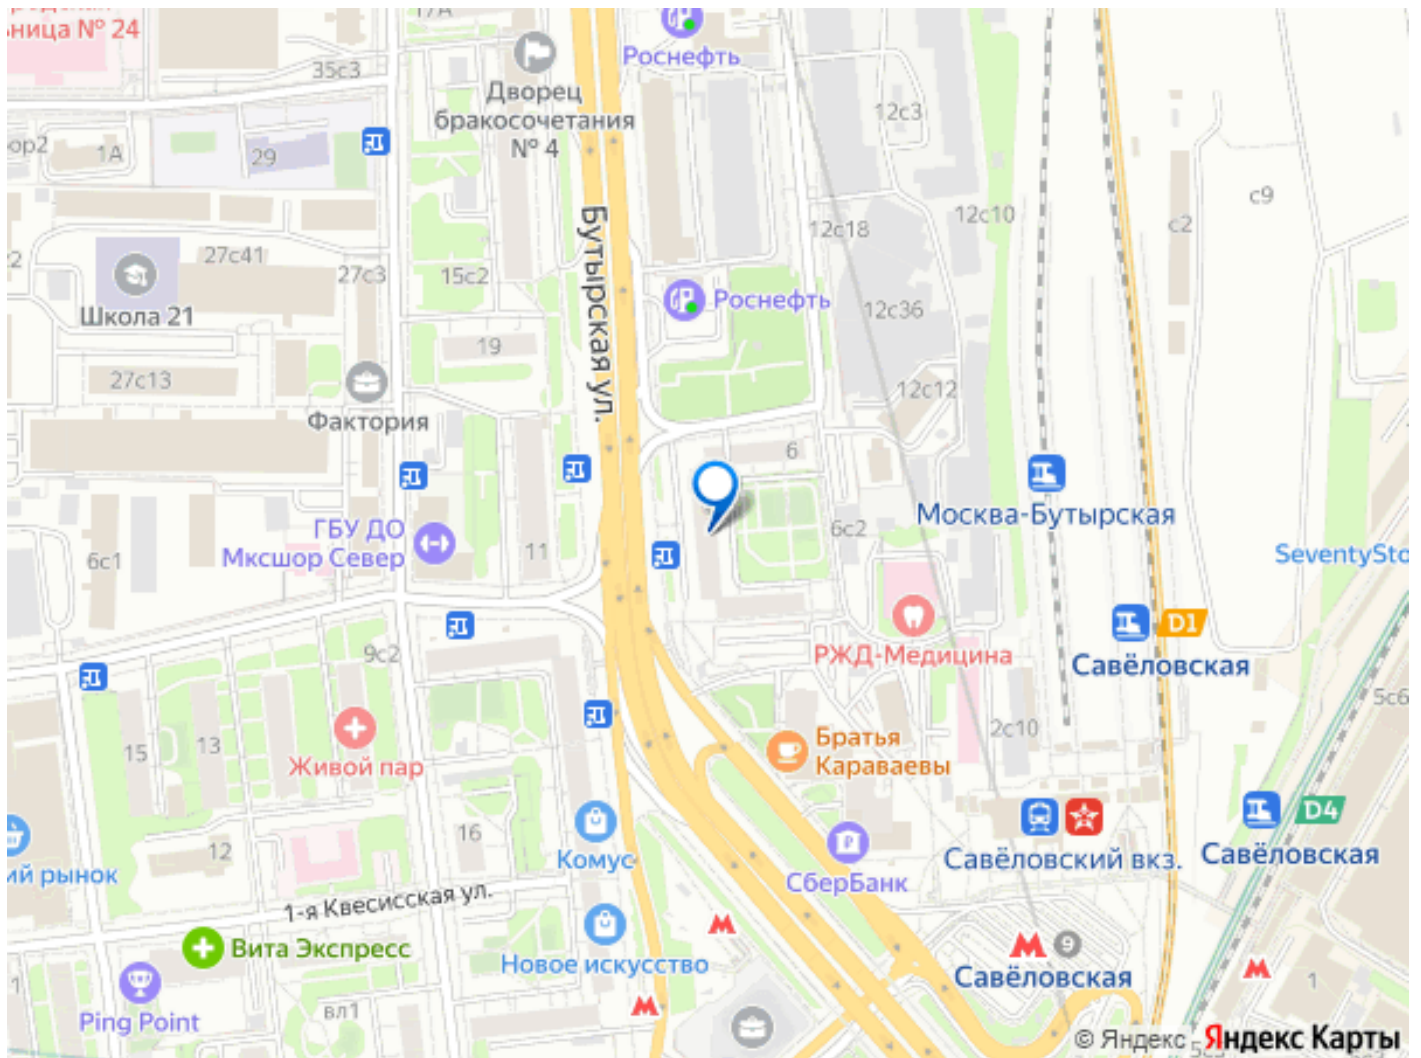 ница № 24
17А
35с3
Дворец
бракосочетания
№ 4
Роснефть
12с3
1А
29
с9
с2
12с10
12с18
27с41
27с3
15с2
Школа 21
Бутырская ул.
Роснефть
12с36
19
27с13
12с12
Фактория
6
Москва-Бутырская
ГБУ ДО
Мксшор Север
6с1
11
6с2
SeventySto
D1
РЖД-Медицина
Савёловская
9с2
5с6
15
13
2с10
Живой пар
Братья
Караваевы
D4
16
12
Комус
Савёловский вкз.
Савёловская
ий рынок
СберБанк
1-я Квесисская ул.
Вита Экспресс
Новое искусство
9
Савёловская
1
1
Ping Point
вл1
© Яндекс
Яндекс Карты